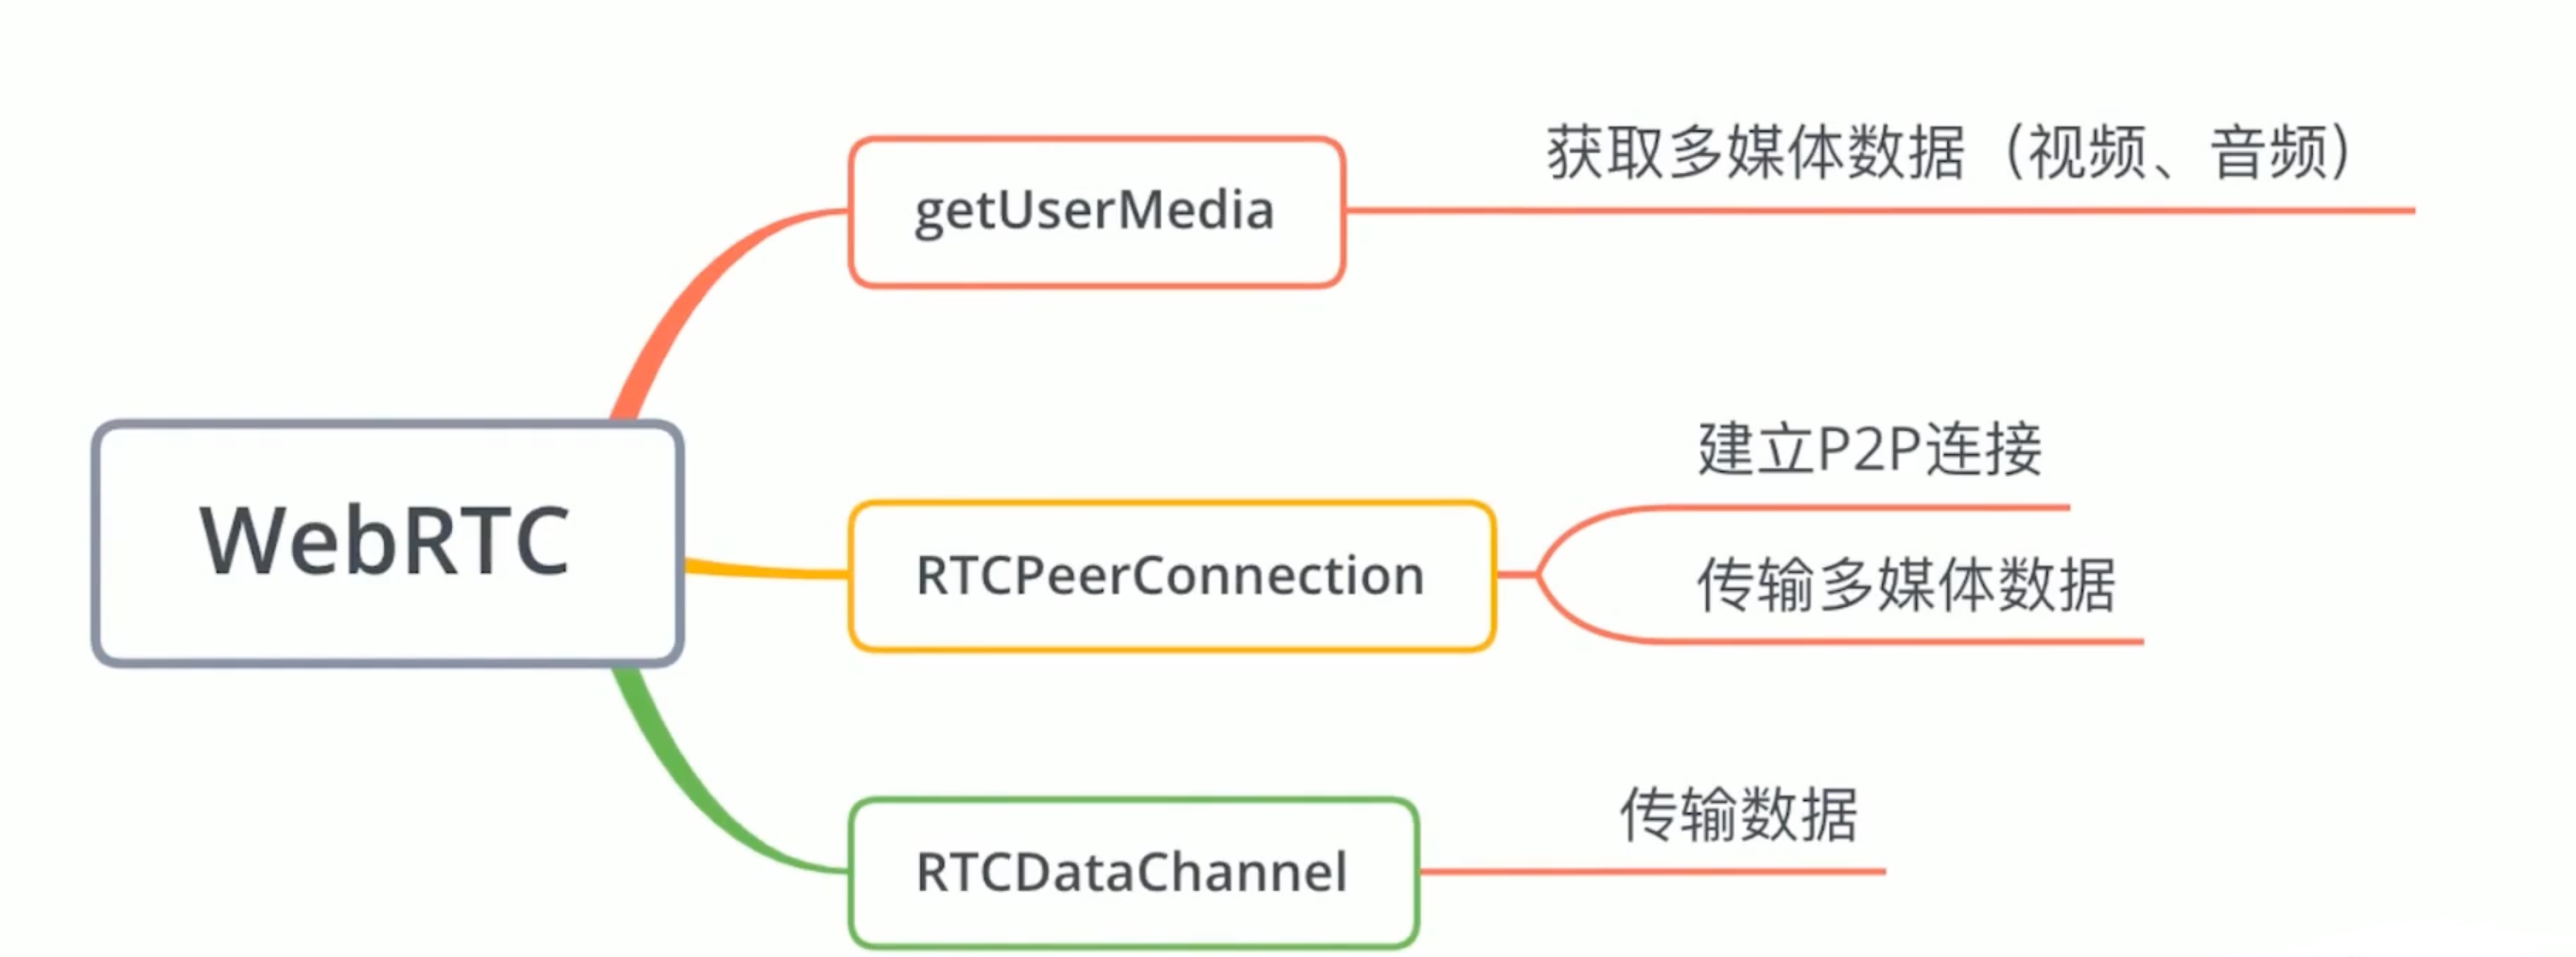 获取多媒体数据（视频、音频）
getUserMedia
建立P2P连接
WebRTC
RTCPeerConnection
传输多媒体数据
传输数据
RTCDataChannel